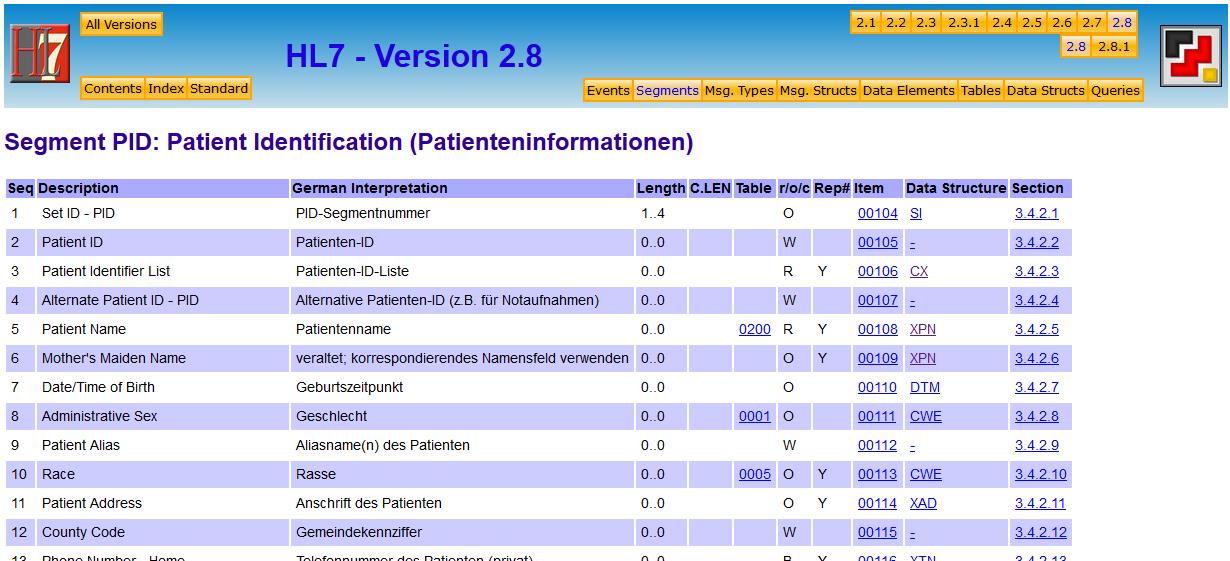 All Versions
2.1 2.2 2.3 2.3.1 2.4 2.5 2.6 2.7 2.8
HL7
HL7 - Version 2.8
2.8 2.8.1
Contents Index Standard
Events Segments Msg. Types Msg. Structs Data Elements Tables Data Structs Queries
Segment PID: Patient Identification (Patienteninformationen)
Seq Description German Interpretation Length C.LEN Table r/o/c Rep# Item Data Structure Section
1 Set ID - PID PID-Segmentnummer 1..4 O 00104 SI 3.4.2.1
2 Patient ID Patienten-ID 0..0 W 00105 - 3.4.2.2
3 Patient Identifier List Patienten-ID-Liste 0..0 R Y 00106 CX 3.4.2.3
4 Alternate Patient ID - PID Alternative Patienten-ID (z.B. für Notaufnahmen) 0..0 W 00107 - 3.4.2.4
5 Patient Name Patientenname 0..0 0200 R Y 00108 XPN 3.4.2.5
6 Mother's Maiden Name veraltet; korrespondierendes Namensfeld verwenden 0..0 O Y 00109 XPN 3.4.2.6
7 Date/Time of Birth Geburtszeitpunkt 0..0 O 00110 DTM 3.4.2.7
8 Administrative Sex Geschlecht 0..0 0001 O 00111 CWE 3.4.2.8
9 Patient Alias Aliasname(n) des Patienten 0..0 W 00112 - 3.4.2.9
10 Race Rasse 0..0 0005 O Y 00113 CWE 3.4.2.10
11 Patient Address Anschrift des Patienten 0..0 O Y 00114 XAD 3.4.2.11
12 County Code Gemeindekennziffer 0..0 W 00115 - 3.4.2.12
13 Phone Number - Home Telefonnummer des Patienten (privat) 0..0 B Y 00116 XTN 3.4.2.13